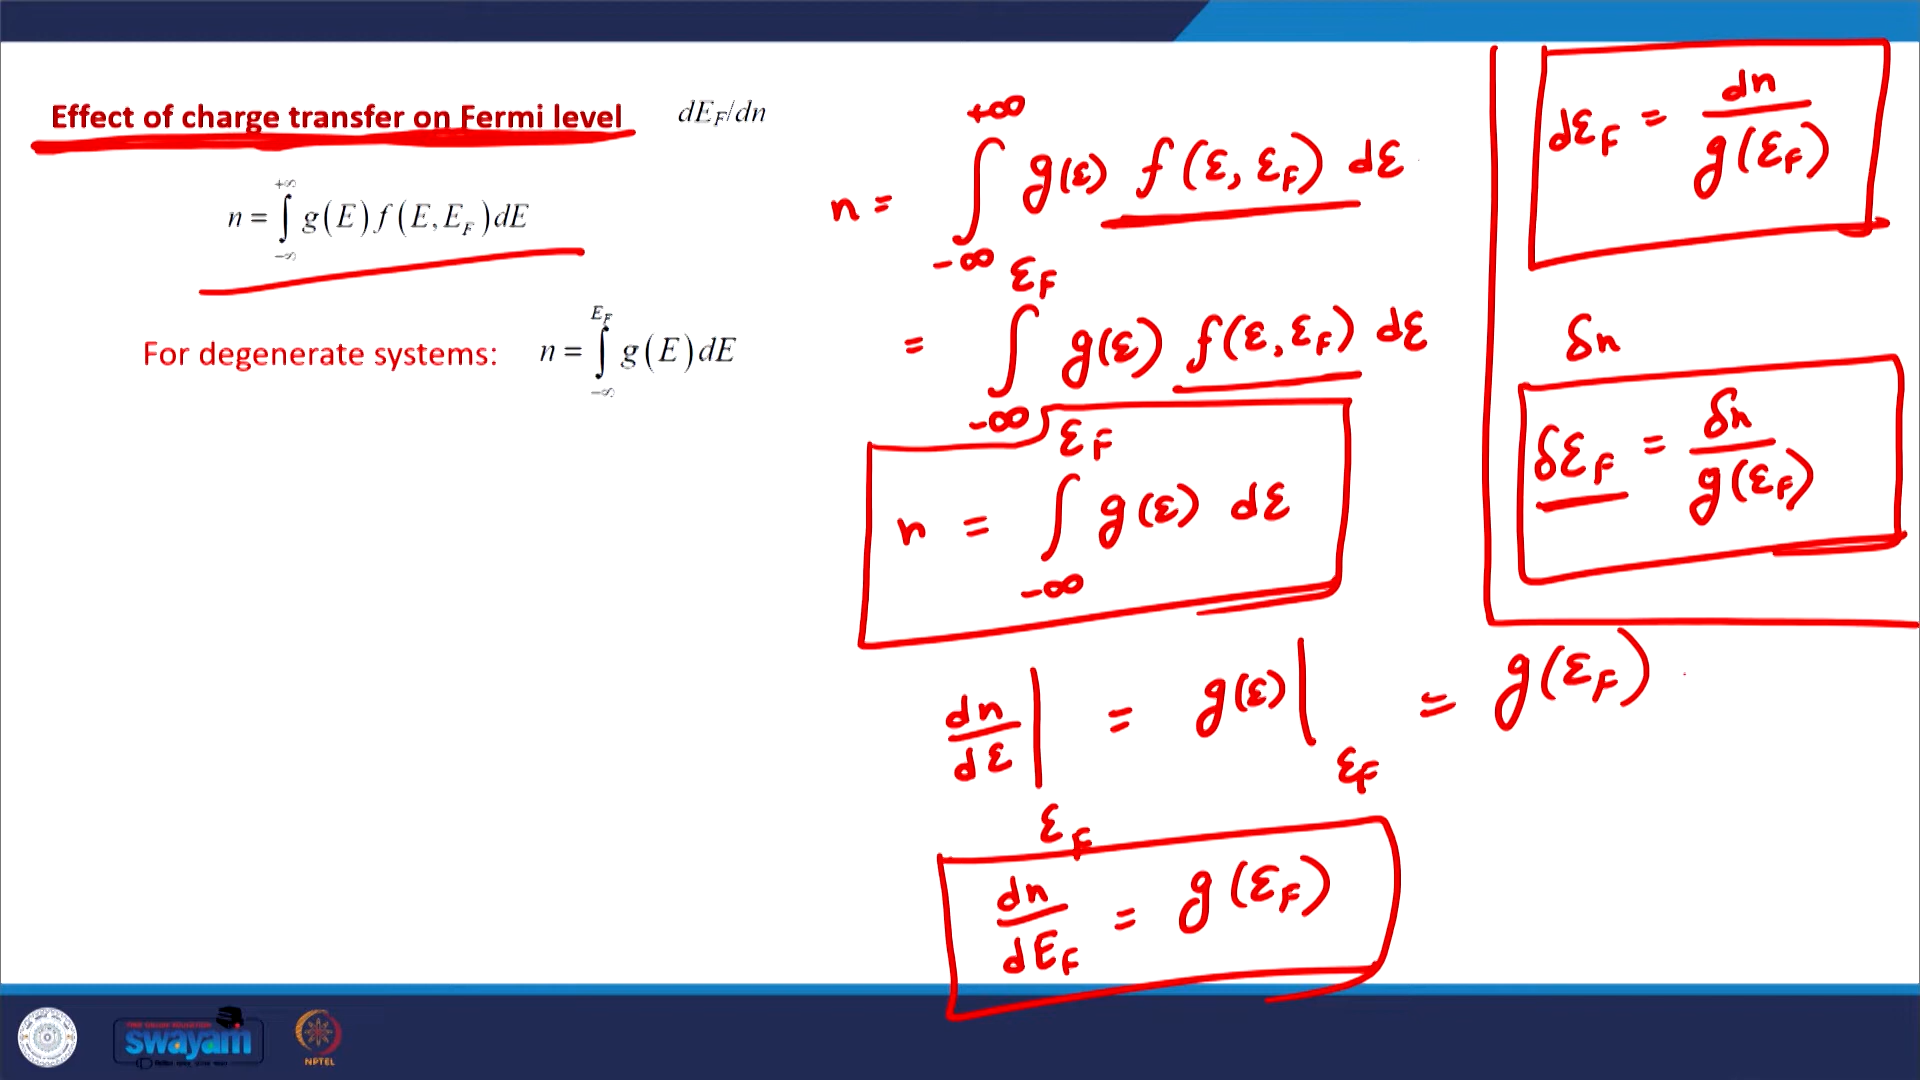 Effect of charge transfer on Fermi level dE_F/dn
n = ∫_{-∞}^{+∞} g(E) f(E, E_F) dE
For degenerate systems: n = ∫_{-∞}^{E_F} g(E) dE
n = ∫_{-∞}^{+∞} g(ε) f(ε, ε_F) dε
= ∫_{-∞}^{ε_F} g(ε) f(ε, ε_F) dε
n = ∫_{-∞}^{ε_F} g(ε) dε
dn/dε |_{ε_F} = g(ε) |_{ε_F} = g(ε_F)
dn/dE_F = g(ε_F)
dε_F = dn/g(ε_F)
δn
δε_F = δn/g(ε_F)
swayam
NPTEL